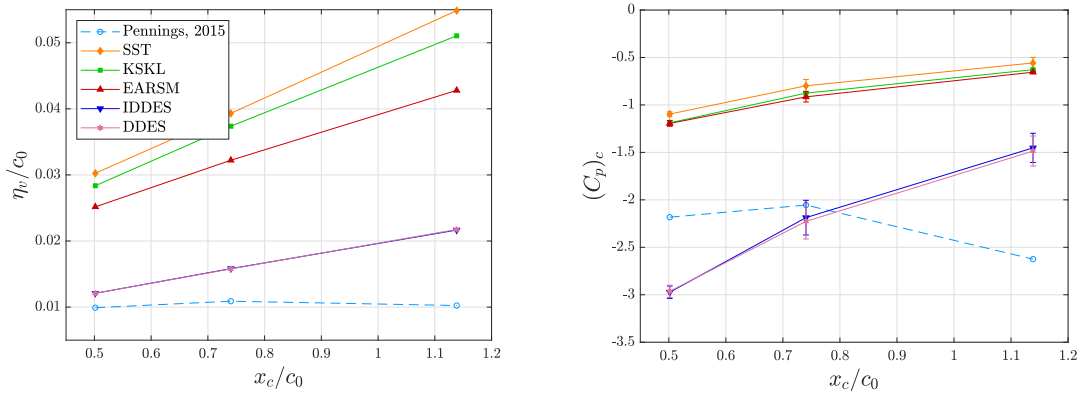 0.05
0.04
0.03
0.02
0.01
η_v/c_0
Pennings, 2015
SST
KSKL
EARSM
IDDES
DDES
0.5 0.6 0.7 0.8 0.9 1 1.1 1.2
x_c/c_0
0
-0.5
-1
-1.5
-2
-2.5
-3
-3.5
(C_p)_c
0.5 0.6 0.7 0.8 0.9 1 1.1 1.2
x_c/c_0